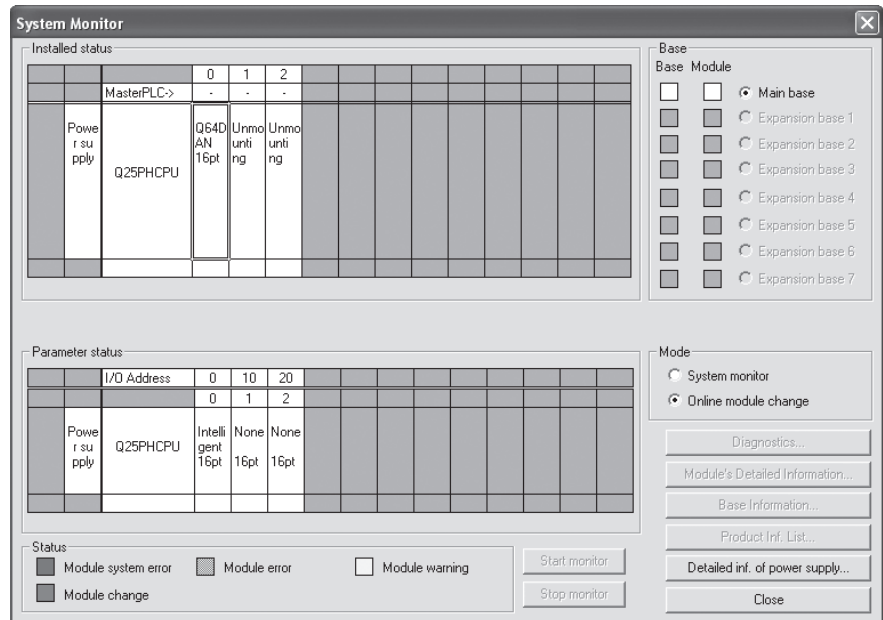 System Monitor
Installed status
0 1 2
MasterPLC-> - - -
Powe
r su
pply
Q25PHCPU
Q64D
AN
16pt
Unmo
unti
ng
Unmo
unti
ng
Base
Base Module
Main base
Expansion base 1
Expansion base 2
Expansion base 3
Expansion base 4
Expansion base 5
Expansion base 6
Expansion base 7
Parameter status
I/O Address 0 10 20
0 1 2
Powe
r su
pply
Q25PHCPU
Intelli
gent
16pt
None
16pt
None
16pt
Mode
System monitor
Online module change
Diagnostics...
Module's Detailed Information...
Base Information...
Product Inf. List...
Detailed inf. of power supply...
Close
Status
Module system error
Module error
Module warning
Module change
Start monitor
Stop monitor